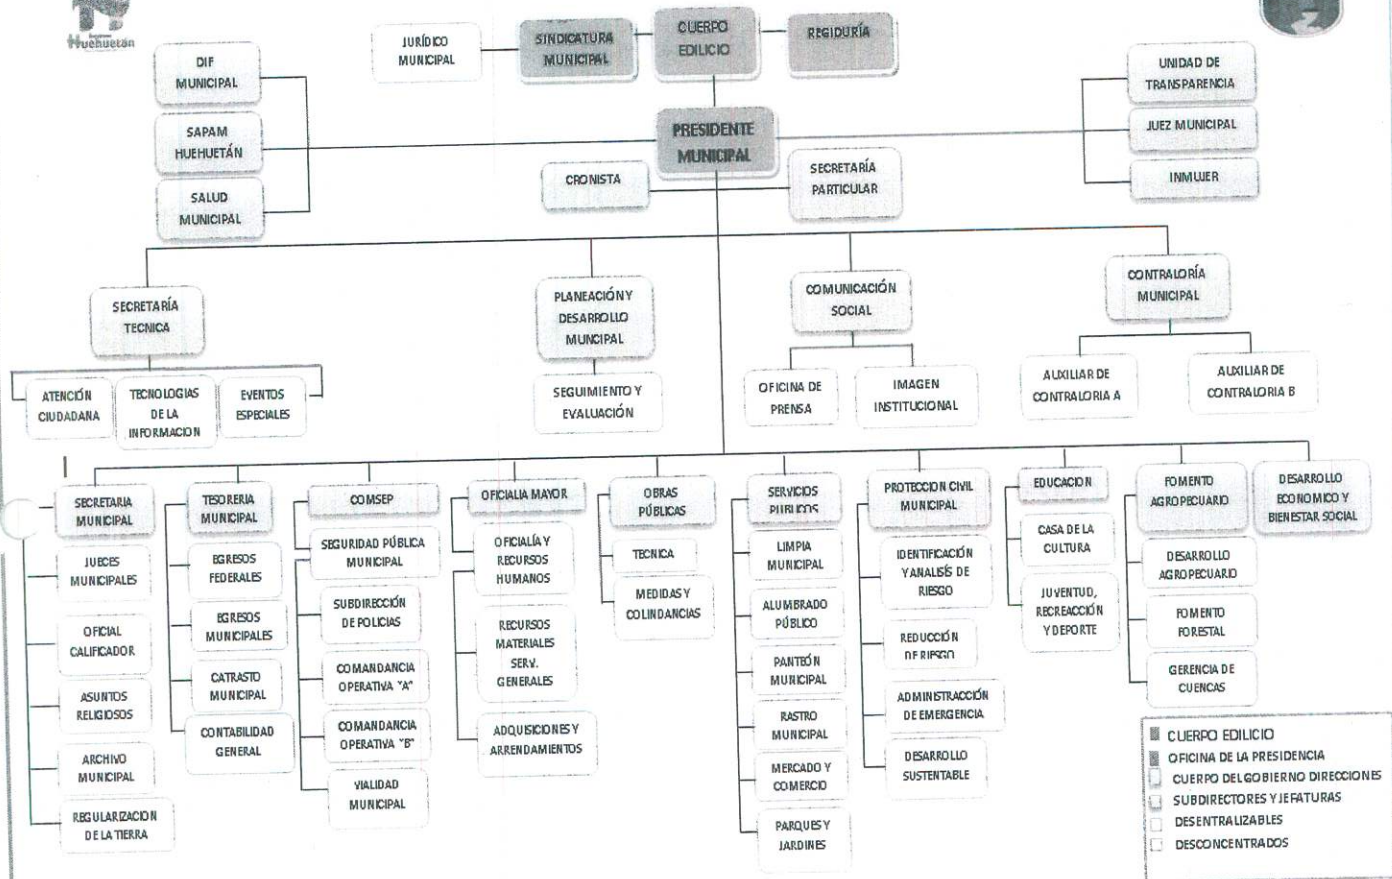 Huehuetán
JURÍDICO
MUNICIPAL
SINDICATURA
MUNICIPAL
CUERPO
EDILICIO
REGIDURÍA
DIF
MUNICIPAL
SAPAM
HUEHUETÁN
SALUD
MUNICIPAL
PRESIDENTE
MUNICIPAL
UNIDAD DE
TRANSPARENCIA
JUEZ MUNICIPAL
INMUJER
CRONISTA
SECRETARÍA
PARTICULAR
SECRETARÍA
TECNICA
PLANEACIÓN Y
DESARROLLO
MUNCIPAL
COMUNICACIÓN
SOCIAL
CONTRALORÍA
MUNICIPAL
ATENCIÓN
CIUDADANA
TECNOLOGIAS
DE LA
INFORMACION
EVENTOS
ESPECIALES
SEGUIMIENTO Y
EVALUACIÓN
OFICINA DE
PRENSA
IMAGEN
INSTITUCIONAL
AUXILIAR DE
CONTRALORIA A
AUXILIAR DE
CONTRALORIA B
SECRETARIA
MUNICIPAL
JUECES
MUNICIPALES
OFICIAL
CALIFICADOR
ASUNTOS
RELIGIOSOS
ARCHIVO
MUNICIPAL
REGULARIZACION
DE LA TIERRA
TESORERIA
MUNICIPAL
EGRESOS
FEDERALES
EGRESOS
MUNICIPALES
CATRASTO
MUNICIPAL
CONTABILIDAD
GENERAL
COMSEP
SEGURIDAD PÚBLICA
MUNICIPAL
SUBDIRECCIÓN
DE POLICIAS
COMANDANCIA
OPERATIVA "A"
COMANDANCIA
OPERATIVA "B"
VIALIDAD
MUNICIPAL
OFICIALIA MAYOR
OFICIALÍA Y
RECURSOS
HUMANOS
RECURSOS
MATERIALES
SERV.
GENERALES
ADQUISICIONES Y
ARRENDAMIENTOS
OBRAS
PÚBLICAS
TECNICA
MEDIDAS Y
COLINDANCIAS
SERVICIOS
PUBLICOS
LIMPIA
MUNICIPAL
ALUMBRADO
PÚBLICO
PANTEÓN
MUNICIPAL
RASTRO
MUNICIPAL
MERCADO Y
COMERCIO
PARQUES Y
JARDINES
PROTECCION CIVIL
MUNICIPAL
IDENTIFICACIÓN
Y ANALISÍS DE
RIESGO
REDUCCIÓN
DE RIESGO
ADMINISTRACCIÓN
DE EMERGENCIA
DESARROLLO
SUSTENTABLE
EDUCACION
CASA DE LA
CULTURA
JUVENTUD,
RECREACCIÓN
Y DEPORTE
FOMENTO
AGROPECUARIO
DESARROLLO
AGROPECUARIO
FOMENTO
FORESTAL
GERENCIA DE
CUENCAS
DESARROLLO
ECONOMICO Y
BIENESTAR SOCIAL
CUERPO EDILICIO
OFICINA DE LA PRESIDENCIA
CUERPO DEL GOBIERNO DIRECCIONES
SUBDIRECTORES Y JEFATURAS
DESENTRALIZABLES
DESCONCENTRADOS